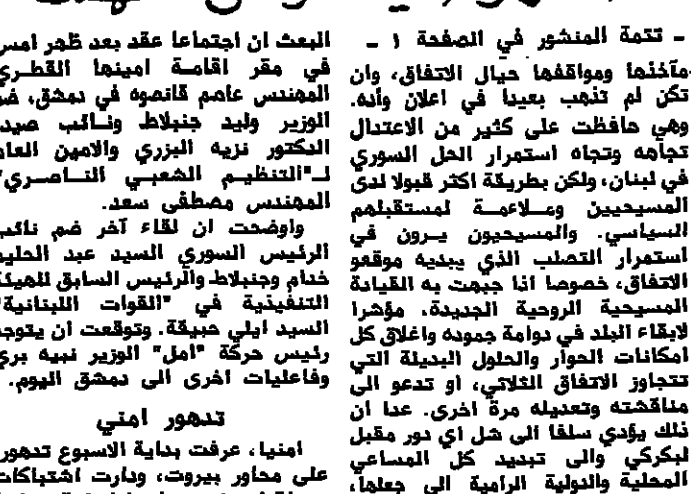 - تتمة المنشور في الصفحة ١ -
مآخذها ومواقفها حيال الاتفاق، وان
تكن لم تذهب بعيدا في اعلان وأده.
وهي حافظت على كثير من الاعتدال
تجاهه وتجاه استمرار الحل السوري
في لبنان، ولكن بطريقة اكثر قبولا لدى
المسيحيين وملاءمة لمستقبلهم
السياسي. والمسيحيون يرون في
استمرار التصلب الذي يبديه موقعو
الاتفاق، خصوصا اذا جبهت به القيادة
المسيحية الروحية الجديدة، مؤشرا
لابقاء البلد في دوامة جموده واغلاق كل
امكانات الحوار والحلول البديلة التي
تتجاوز الاتفاق الثلاثي، او تدعو الى
مناقشته وتعديله مرة اخرى. عدا ان
ذلك يؤدي سلفا الى شل اي دور مقبل
لبكركي والى تبديد كل المساعي
المحلية والدولية الرامية الى جعلها،
البعث ان اجتماعا عقد بعد ظهر امس
في مقر اقامة امينها القطري
المهندس عاصم قانصوه في دمشق، ضم
الوزير وليد جنبلاط ونائب صيدا
الدكتور نزيه البزري والامين العام
لـ"التنظيم الشعبي الناصري"
المهندس مصطفى سعد.
واوضحت ان لقاء آخر ضم نائب
الرئيس السوري السيد عبد الحليم
خدام وجنبلاط والرئيس السابق للهيئة
التنفيذية في "القوات اللبنانية"
السيد ايلي حبيقة. وتوقعت ان يتوجه
رئيس حركة "امل" الوزير نبيه بري
وفاعليات اخرى الى دمشق اليوم.
تدهور امني
امنيا، عرفت بداية الاسبوع تدهورا
على محاور بيروت، ودارت اشتباكات